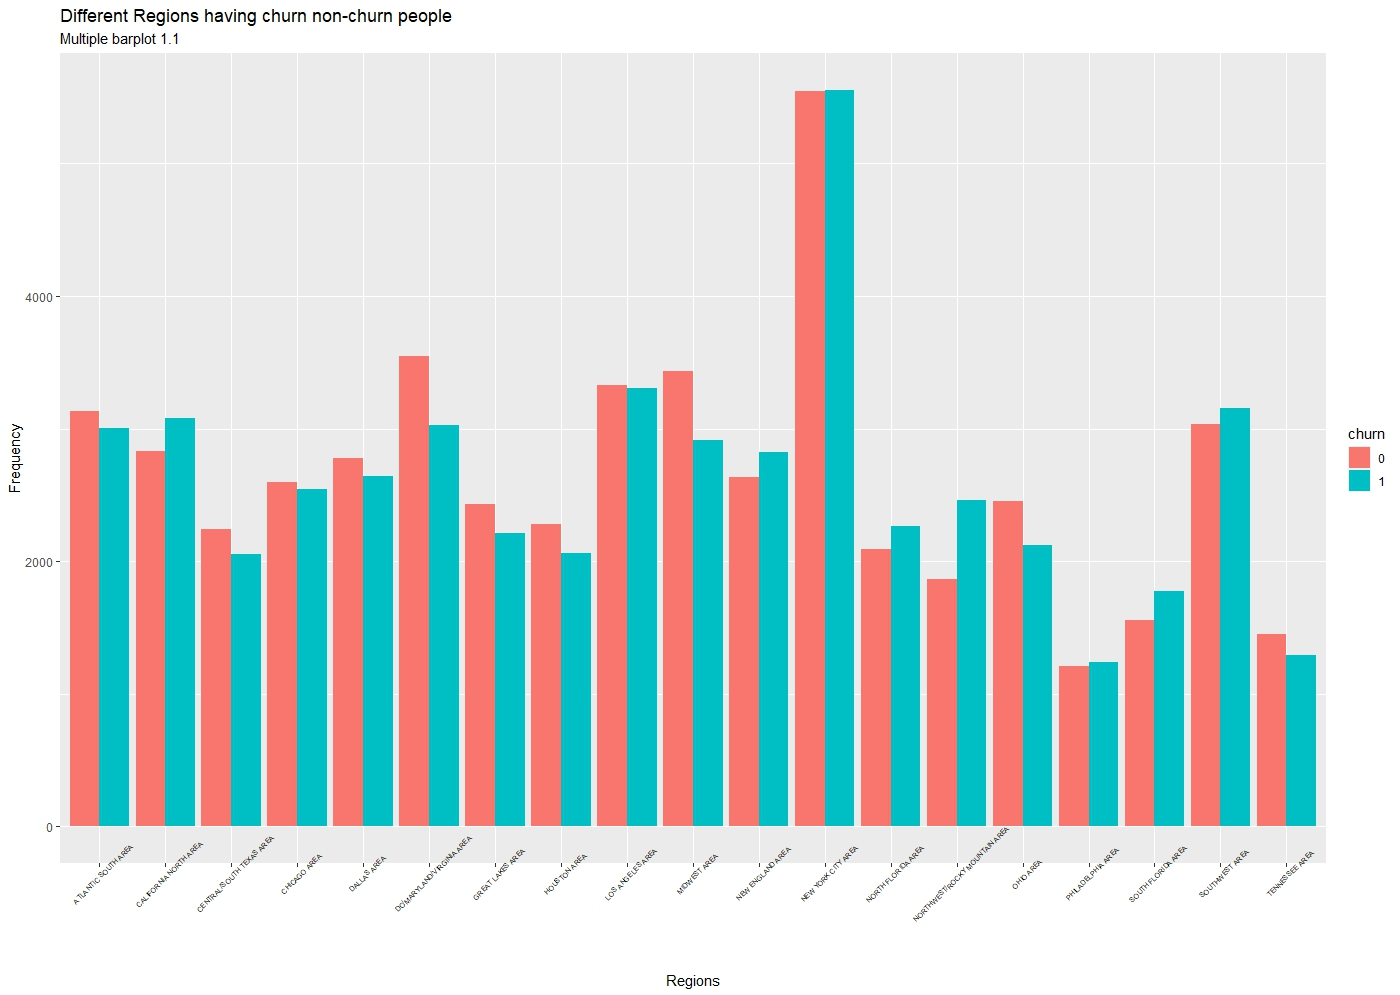 Different Regions having churn non-churn people
Multiple barplot 1.1
Frequency
4000
2000
0
churn
0
1
ATLANTIC SOUTH AREA
CALIFORNIA NORTH AREA
CENTRAL/SOUTH TEXAS AREA
CHICAGO AREA
DALLAS AREA
DC/MARYLAND/VIRGINIA AREA
GREAT LAKES AREA
HOUSTON AREA
LOS ANGELES AREA
MIDWEST AREA
NEW ENGLAND AREA
NEW YORK CITY AREA
NORTH FLORIDA AREA
NORTHWEST/ROCKY MOUNTAIN AREA
OHIO AREA
PHILADELPHIA AREA
SOUTH FLORIDA AREA
SOUTHWEST AREA
TENNESSEE AREA
Regions